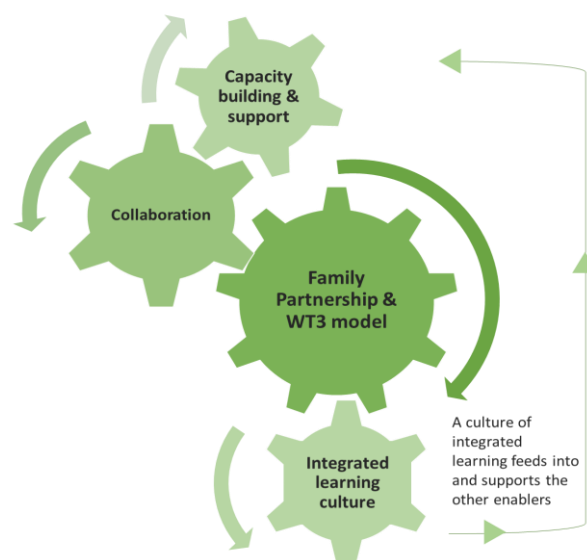 Capacity
building &
support
Collaboration
Family
Partnership &
WT3 model
Integrated
learning
culture
A culture of
integrated
learning feeds into
and supports the
other enablers